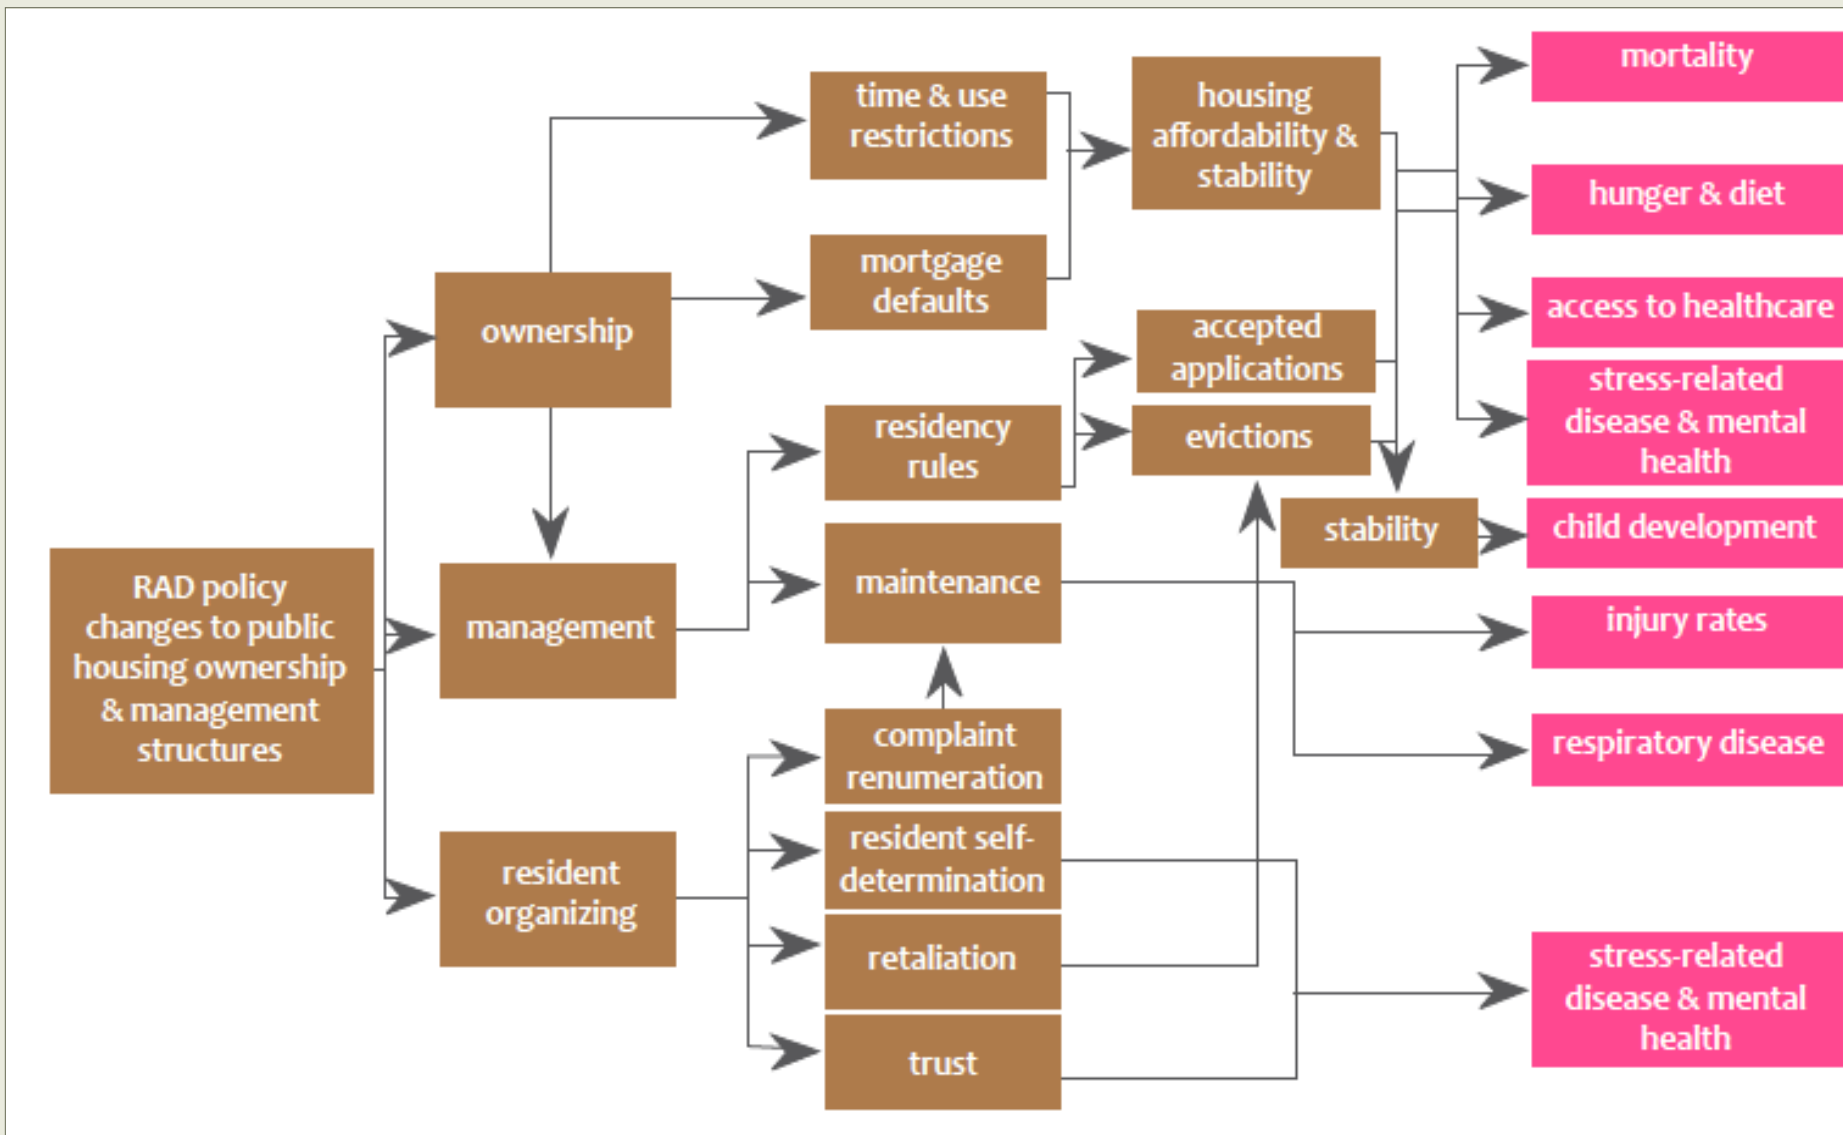 RAD policy
changes to public
housing ownership
& management
structures
ownership
management
resident
organizing
time & use
restrictions
mortgage
defaults
residency
rules
maintenance
complaint
renumeration
resident self-
determination
retaliation
trust
housing
affordability &
stability
accepted
applications
evictions
stability
mortality
hunger & diet
access to healthcare
stress-related
disease & mental
health
child development
injury rates
respiratory disease
stress-related
disease & mental
health